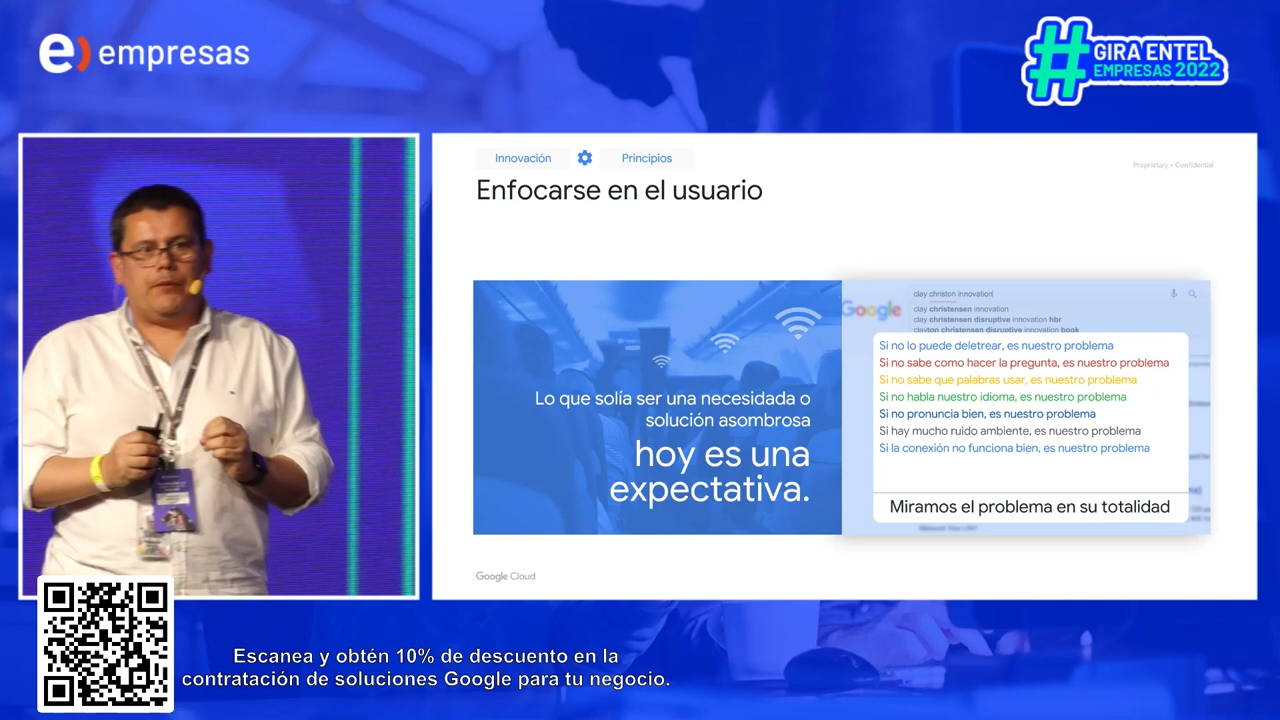 e) empresas
# GIRA ENTEL
EMPRESAS 2022
Innovación
Principios
Proprietary + Confidential
Enfocarse en el usuario
Lo que solía ser una necesidada o
solución asombrosa
hoy es una
expectativa.
Google
clay christon innovation
clay christensen innovation
clay christensen disruptive innovation hbr
clayton christensen disruptive innovation book
Si no lo puede deletrear, es nuestro problema
Si no sabe como hacer la pregunta, es nuestro problema
Si no sabe que palabras usar, es nuestro problema
Si no habla nuestro idioma, es nuestro problema
Si no pronuncia bien, es nuestro problema
Si hay mucho ruido ambiente, es nuestro problema
Si la conexión no funciona bien, es nuestro problema
Miramos el problema en su totalidad
Google Cloud
Escanea y obtén 10% de descuento en la
contratación de soluciones Google para tu negocio.